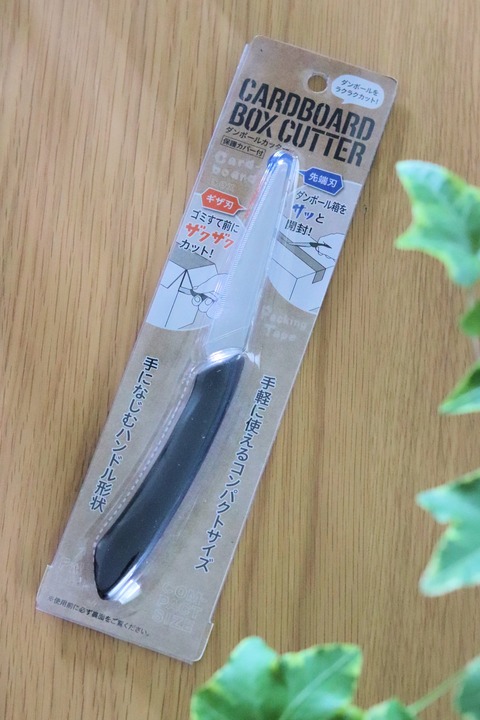 ダンボールを
ラクラクカット!
CARDBOARD
BOX CUTTER
ダンボールカッター
保護カバー付
Card
board
先端刃
ダンボール箱を
サッと
開封!
ギザ刃
ゴミすて前に
ザクザク
カット!
Packing
Tape
手軽に使えるコンパクトサイズ
手になじむハンドル形状
※使用前に必ず裏面をご覧ください。